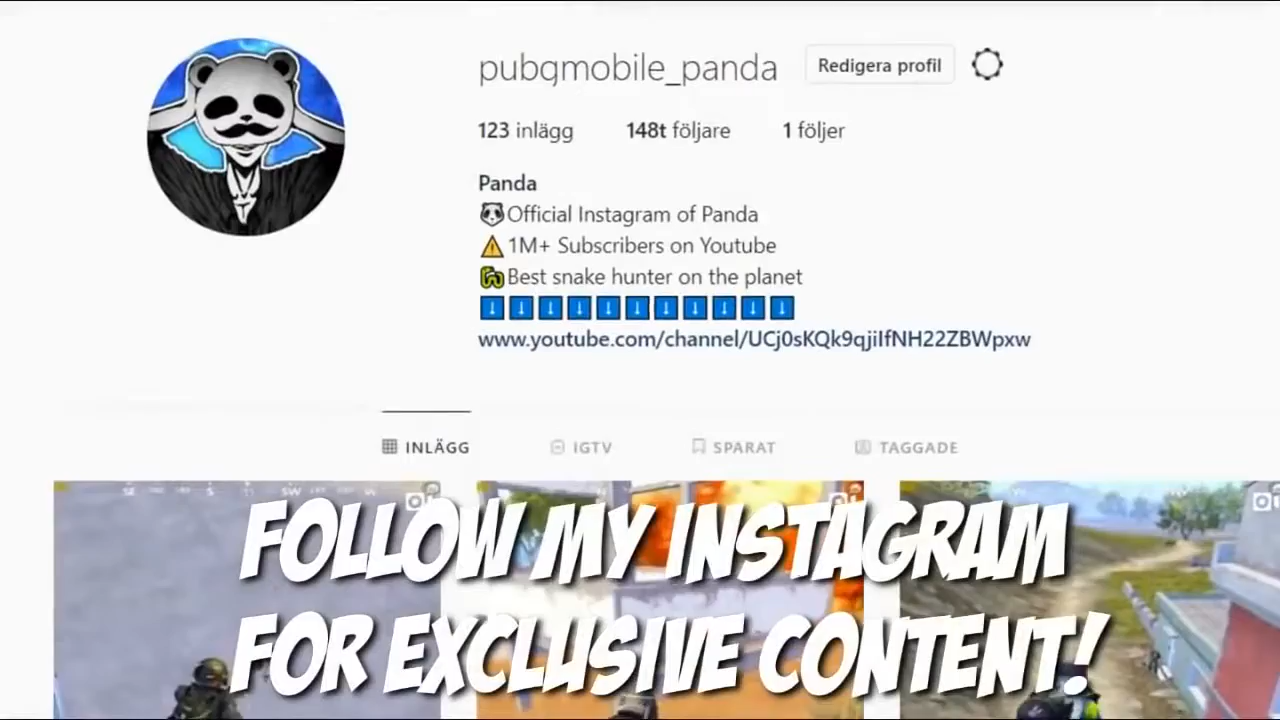 pubgmobile_panda Redigera profil
123 inlägg 148t följare 1 följer
Panda
🐼Official Instagram of Panda
⚠️1M+ Subscribers on Youtube
🐍Best snake hunter on the planet
⬇️⬇️⬇️⬇️⬇️⬇️⬇️⬇️⬇️⬇️⬇️
www.youtube.com/channel/UCj0sKQk9qjiIfNH22ZBWpxw
INLÄGG IGTV SPARAT TAGGADE
SE S SW
FOLLOW MY INSTAGRAM
FOR EXCLUSIVE CONTENT!